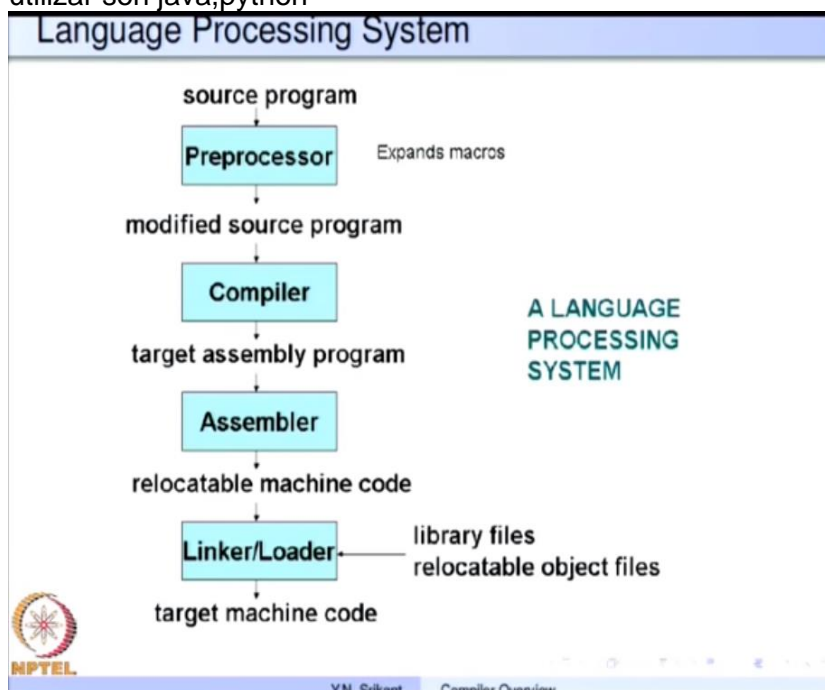 utilizar son java,python
Language Processing System
source program
Preprocessor
Expands macros
modified source program
Compiler
target assembly program
A LANGUAGE
PROCESSING
SYSTEM
Assembler
relocatable machine code
Linker/Loader
library files
relocatable object files
target machine code
NPTEL
Y.N. Srikant Compiler Overview